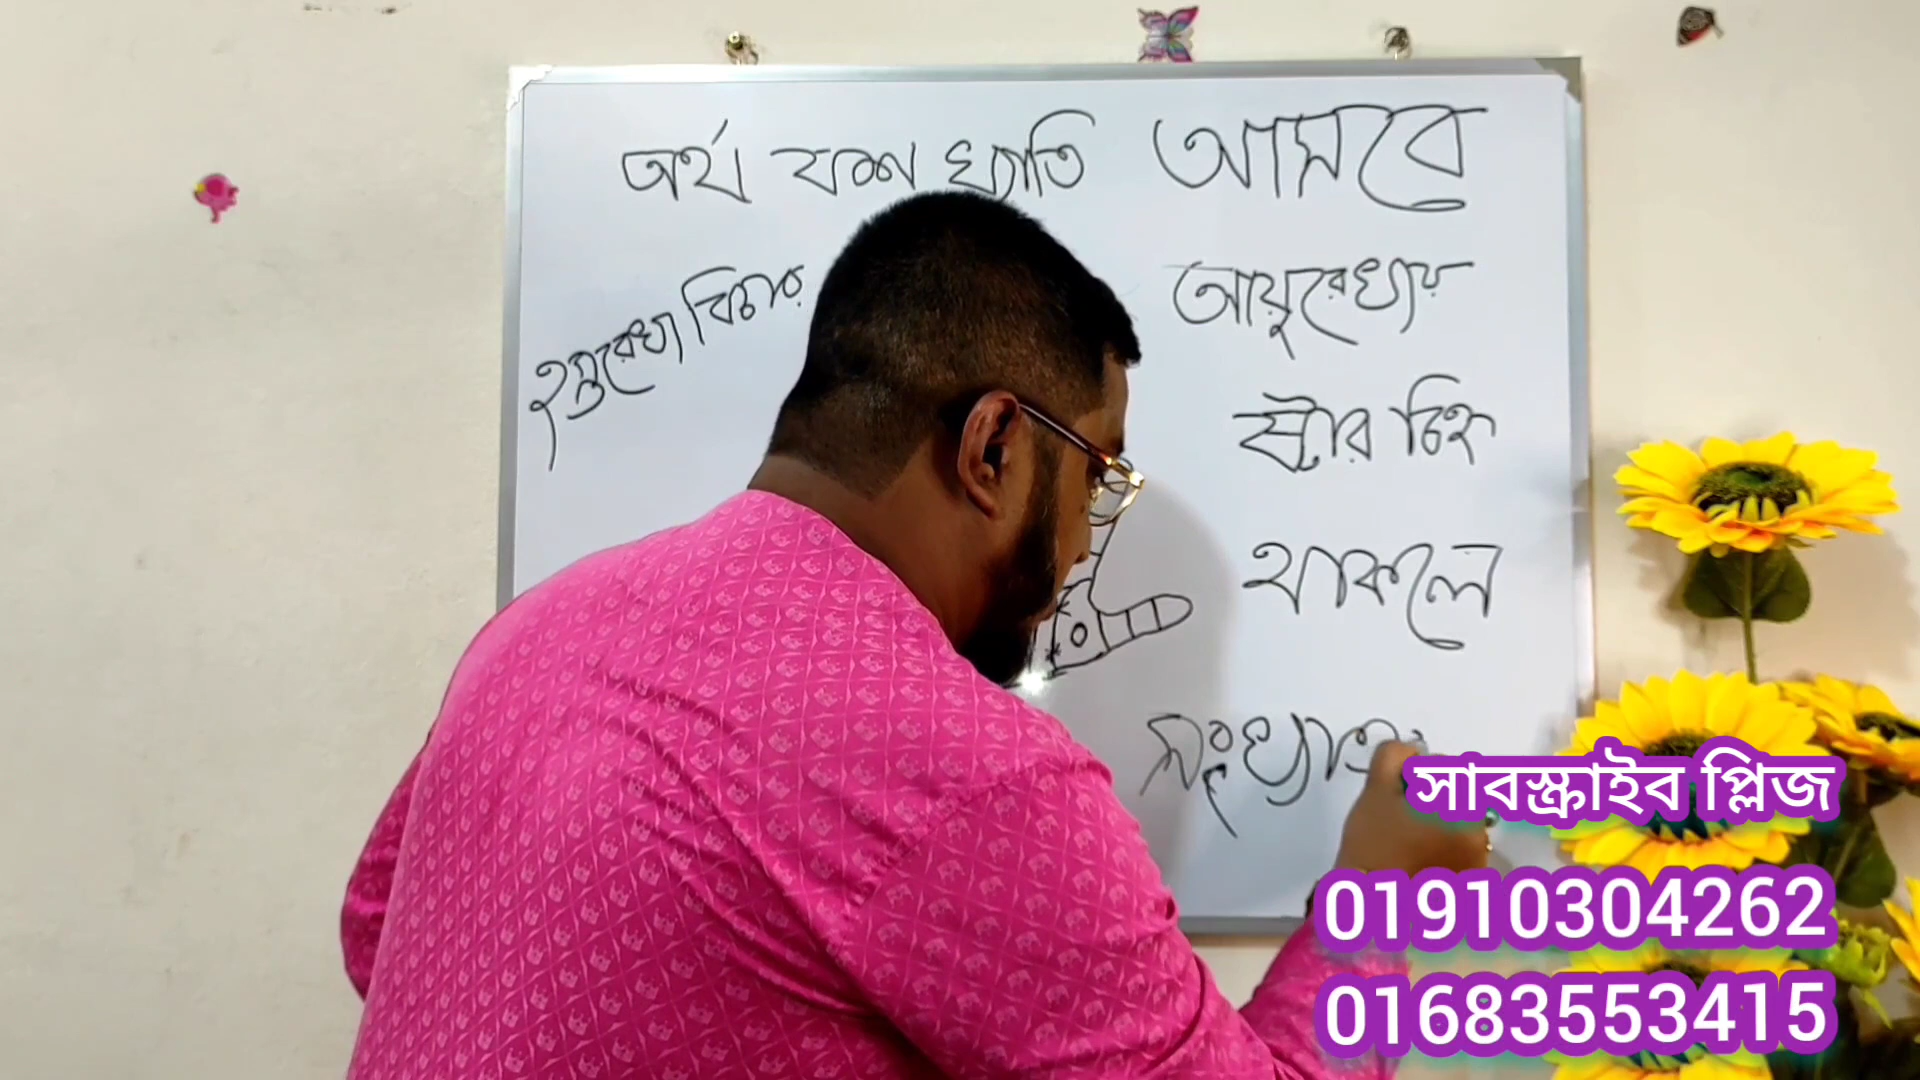 অর্থ যশ খ্যাতি আসবে
হস্তরেখা বিচার
আয়ুরেখায়
ষ্টার চিহ্ন
থাকলে
সাবস্ক্রাইব প্লিজ
01910304262
01683553415